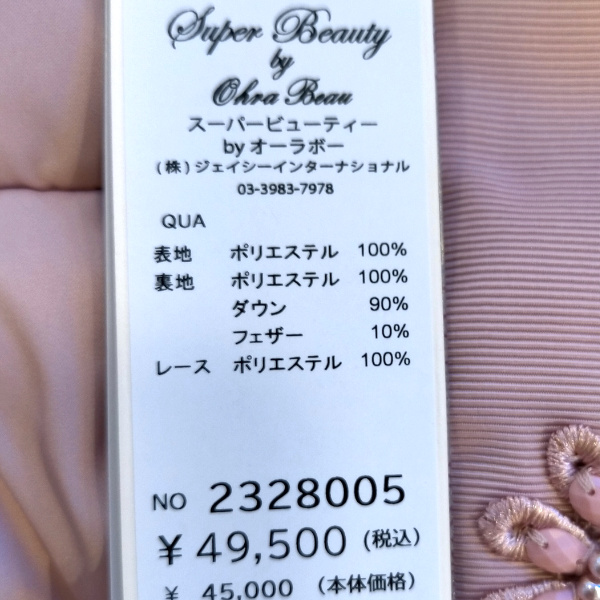 Super Beauty
by
Ohra Beau
スーパービューティー
by オーラボー
(株)ジェイシーインターナショナル
03-3983-7978
QUA
表地 ポリエステル 100%
裏地 ポリエステル 100%
ダウン 90%
フェザー 10%
レース ポリエステル 100%
NO 2328005
¥ 49,500 (税込)
¥ 45,000 (本体価格)